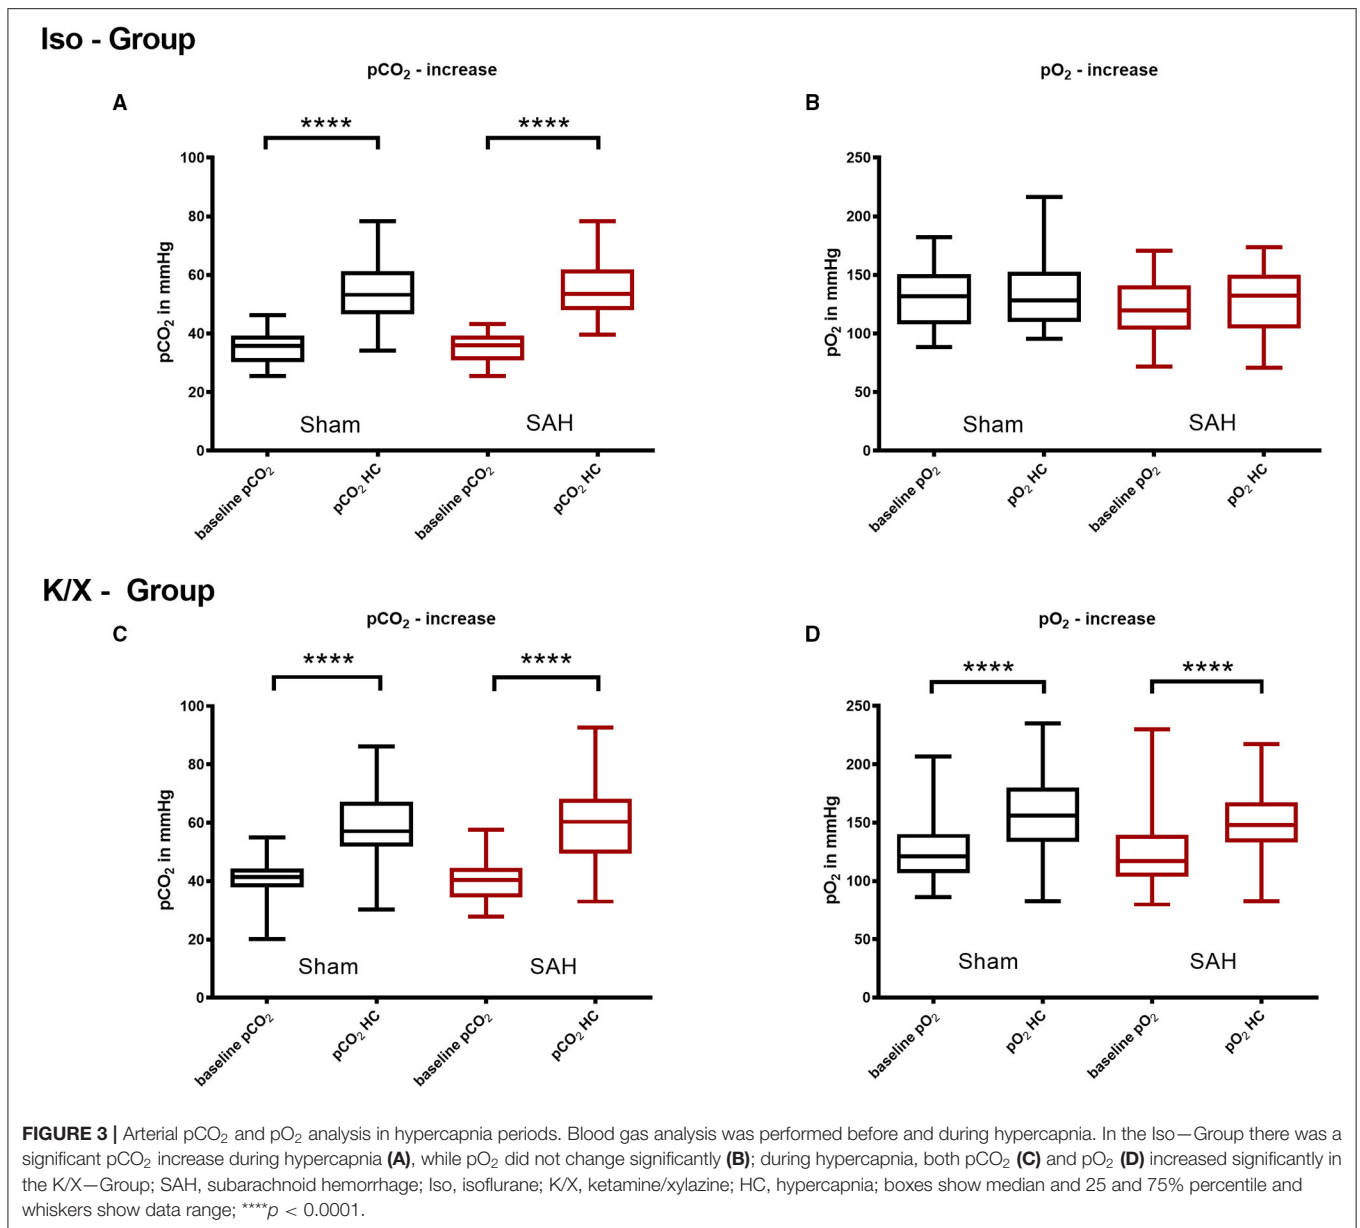 Iso - Group
pCO₂ - increase
A
****
****
100
80
60
40
20
0
pCO₂ in mmHg
Sham
SAH
baseline pCO₂
pCO₂ HC
baseline pCO₂
pCO₂ HC
pO₂ - increase
B
250
200
150
100
50
0
pO₂ in mmHg
Sham
SAH
baseline pO₂
pO₂ HC
baseline pO₂
pO₂ HC
K/X - Group
pCO₂ - increase
C
****
****
100
80
60
40
20
0
pCO₂ in mmHg
Sham
SAH
baseline pCO₂
pCO₂ HC
baseline pCO₂
pCO₂ HC
pO₂ - increase
D
****
****
250
200
150
100
50
0
pO₂ in mmHg
Sham
SAH
baseline pO₂
pO₂ HC
baseline pO₂
pO₂ HC
FIGURE 3 | Arterial pCO₂ and pO₂ analysis in hypercapnia periods. Blood gas analysis was performed before and during hypercapnia. In the Iso—Group there was a
significant pCO₂ increase during hypercapnia (A), while pO₂ did not change significantly (B); during hypercapnia, both pCO₂ (C) and pO₂ (D) increased significantly in
the K/X—Group; SAH, subarachnoid hemorrhage; Iso, isoflurane; K/X, ketamine/xylazine; HC, hypercapnia; boxes show median and 25 and 75% percentile and
whiskers show data range; ****p < 0.0001.